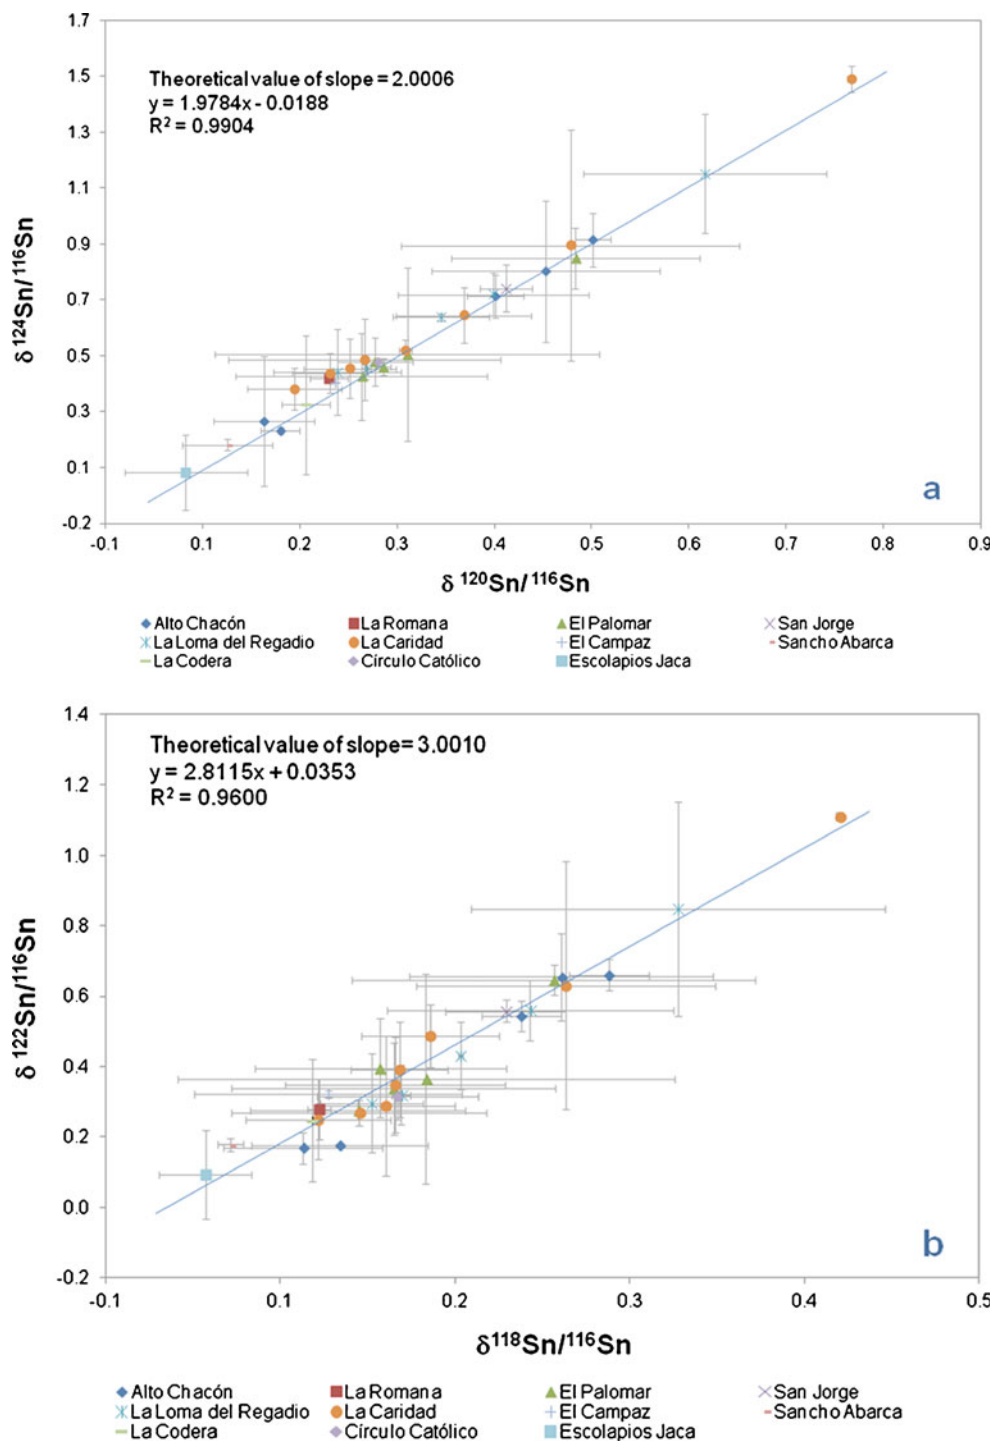 1.7
1.5
1.3
1.1
0.9
0.7
0.5
0.3
0.1
-0.2
δ ¹²⁴Sn/¹¹⁶Sn
Theoretical value of slope = 2.0006
y = 1.9784x - 0.0188
R² = 0.9904
a
-0.1 0.1 0.2 0.3 0.4 0.5 0.6 0.7 0.8 0.9
δ ¹²⁰Sn/¹¹⁶Sn
Alto Chacón La Romana El Palomar San Jorge
La Loma del Regadio La Caridad El Campaz Sancho Abarca
La Codera Círculo Católico Escolapios Jaca
1.4
1.2
1.0
0.8
0.6
0.4
0.2
0.0
-0.2
δ ¹²²Sn/¹¹⁶Sn
Theoretical value of slope= 3.0010
y = 2.8115x + 0.0353
R² = 0.9600
b
-0.1 0.1 0.2 0.3 0.4 0.5
δ¹¹⁸Sn/¹¹⁶Sn
Alto Chacón La Romana El Palomar San Jorge
La Loma del Regadio La Caridad El Campaz Sancho Abarca
La Codera Círculo Católico Escolapios Jaca